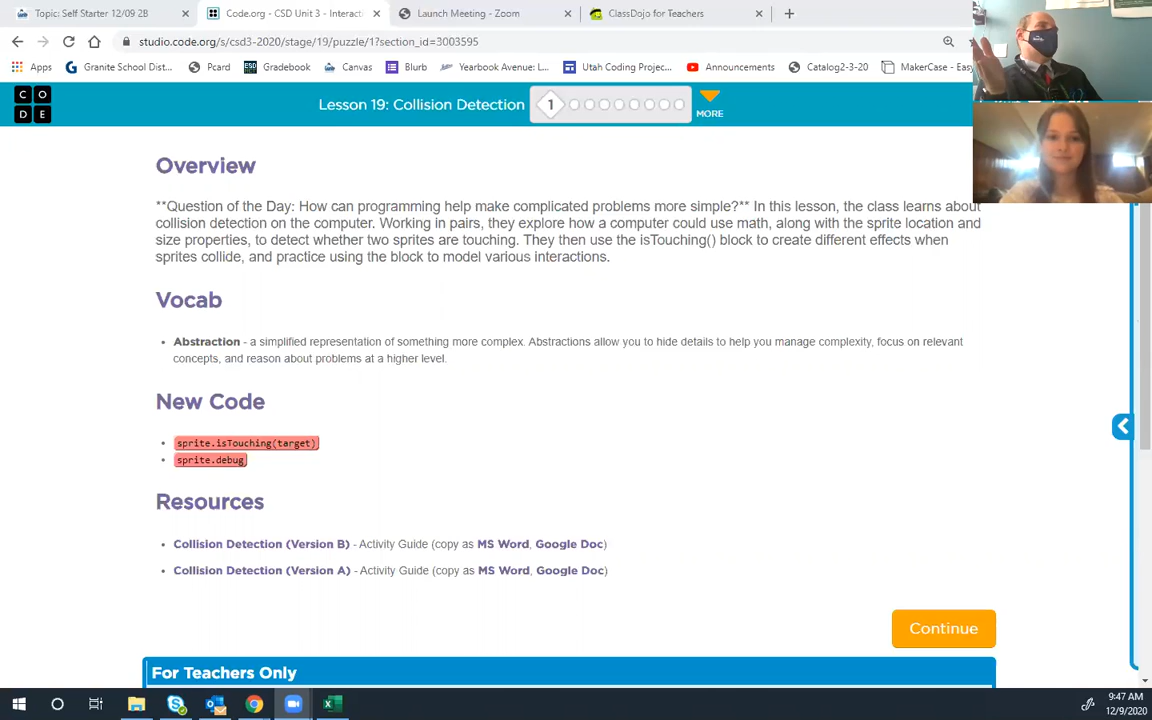 Topic: Self Starter 12/09 2B
Code.org - CSD Unit 3 - Interact
Launch Meeting - Zoom
ClassDojo for Teachers
studio.code.org/s/csd3-2020/stage/19/puzzle/1?section_id=3003595
Apps
Granite School Dist...
Pcard
Gradebook
Canvas
Blurb
Yearbook Avenue: L...
Utah Coding Projec...
Announcements
Catalog2-3-20
MakerCase - Easy
C O
D E
Lesson 19: Collision Detection
1
MORE
Overview
**Question of the Day: How can programming help make complicated problems more simple?** In this lesson, the class learns about
collision detection on the computer. Working in pairs, they explore how a computer could use math, along with the sprite location and
size properties, to detect whether two sprites are touching. They then use the isTouching() block to create different effects when
sprites collide, and practice using the block to model various interactions.
Vocab
• Abstraction - a simplified representation of something more complex. Abstractions allow you to hide details to help you manage complexity, focus on relevant
concepts, and reason about problems at a higher level.
New Code
• sprite.isTouching(target)
• sprite.debug
Resources
• Collision Detection (Version B) - Activity Guide (copy as MS Word, Google Doc)
• Collision Detection (Version A) - Activity Guide (copy as MS Word, Google Doc)
Continue
For Teachers Only
9:47 AM
12/9/2020